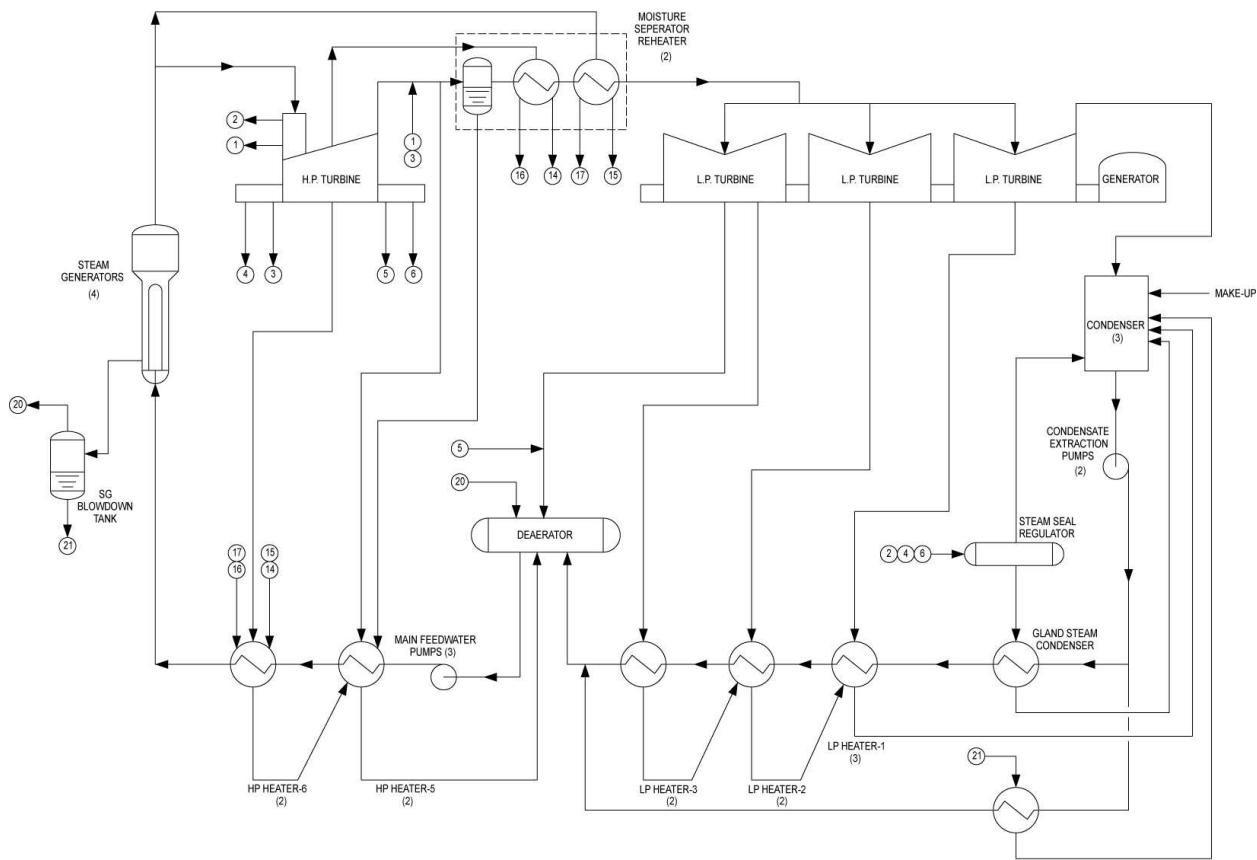 MOISTURE
SEPERATOR
REHEATER
(2)
2
1
1
3
16
14
17
15
H.P. TURBINE
L.P. TURBINE
L.P. TURBINE
L.P. TURBINE
GENERATOR
4
3
5
6
STEAM
GENERATORS
(4)
MAKE-UP
CONDENSER
(3)
20
SG
BLOWDOWN
TANK
21
5
20
DEAERATOR
CONDENSATE
EXTRACTION
PUMPS
(2)
STEAM SEAL
REGULATOR
2 4 6
17
16
15
14
MAIN FEEDWATER
PUMPS (3)
GLAND STEAM
CONDENSER
HP HEATER-6
(2)
HP HEATER-5
(2)
LP HEATER-3
(2)
LP HEATER-2
(2)
LP HEATER-1
(3)
21